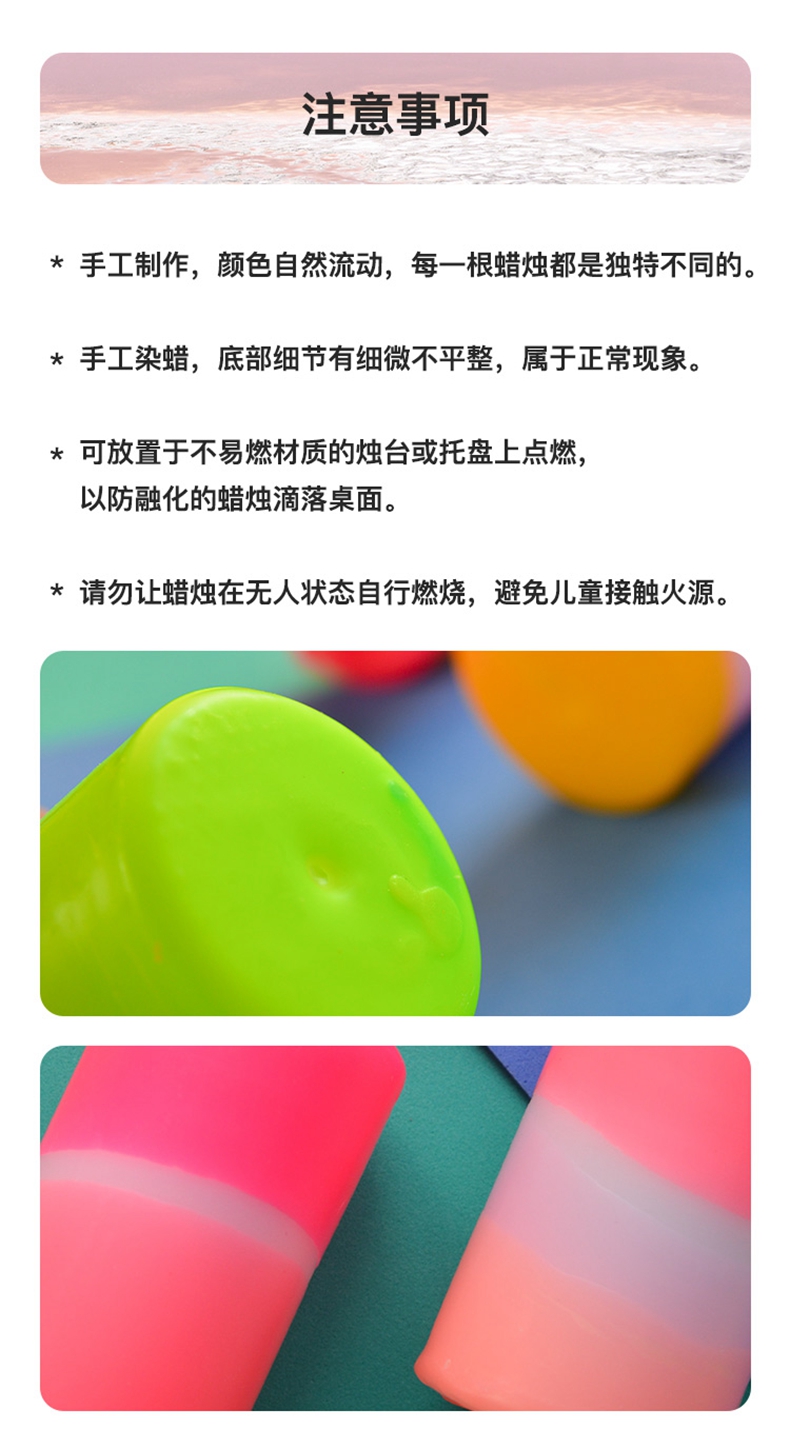 注意事项
* 手工制作，颜色自然流动，每一根蜡烛都是独特不同的。
* 手工染蜡，底部细节有细微不平整，属于正常现象。
* 可放置于不易燃材质的烛台或托盘上点燃，
以防融化的蜡烛滴落桌面。
* 请勿让蜡烛在无人状态自行燃烧，避免儿童接触火源。